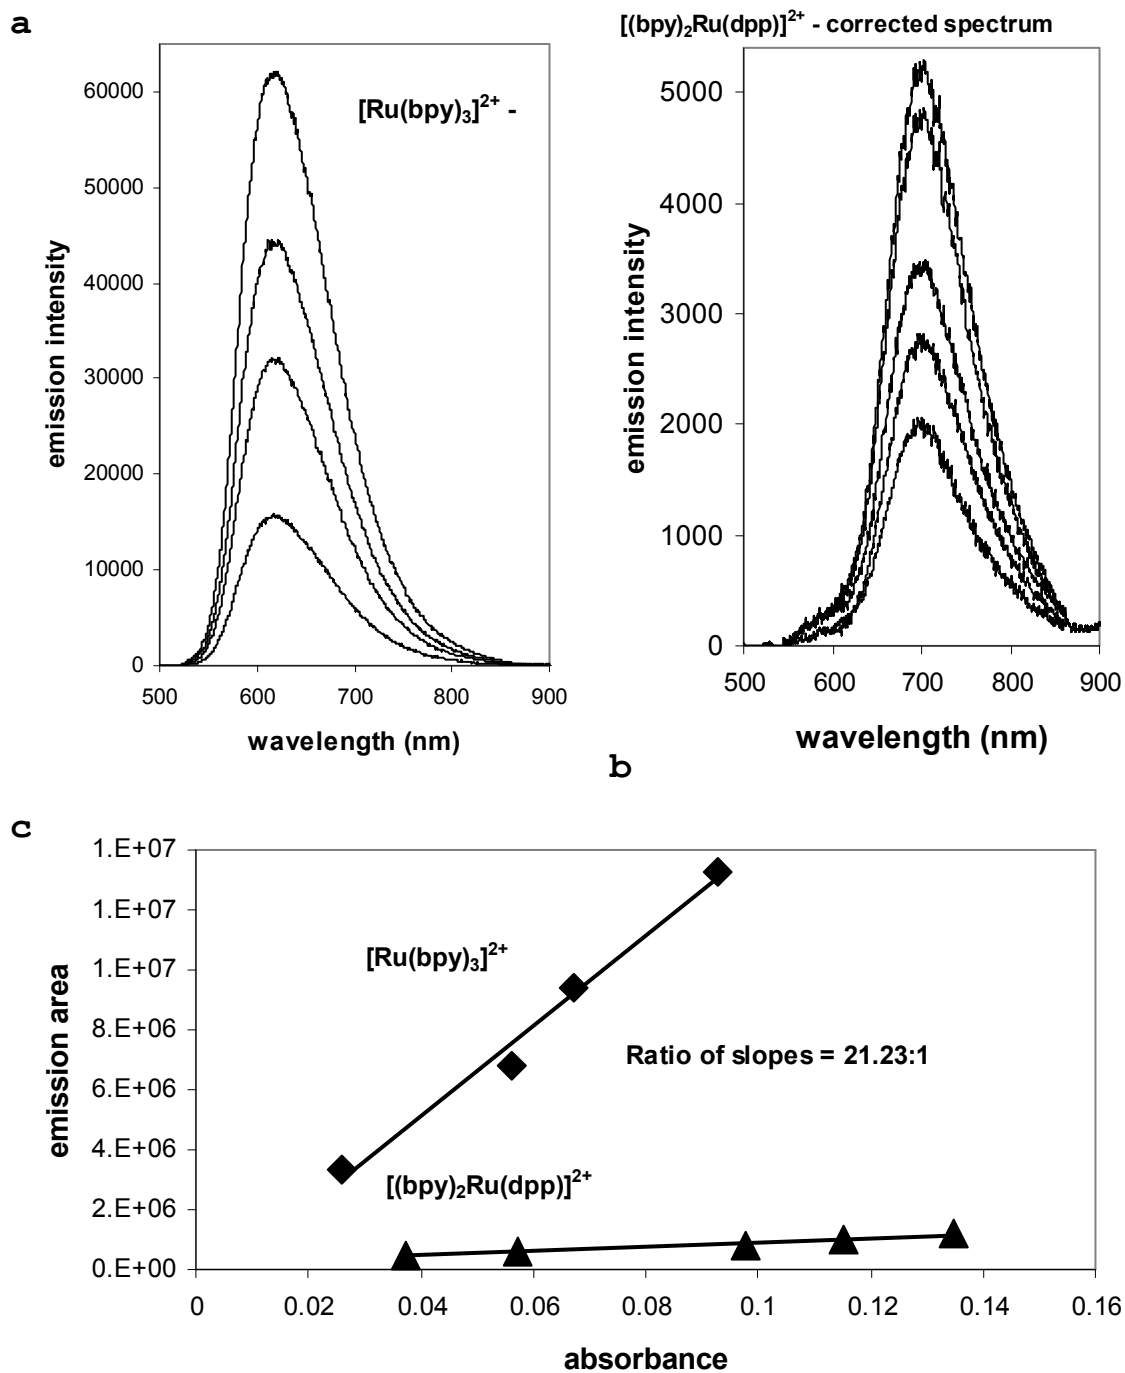 a
[(bpy)₂Ru(dpp)]²⁺ - corrected spectrum
[Ru(bpy)₃]²⁺ -
60000
50000
40000
30000
20000
10000
0
emission intensity
500 600 700 800 900
wavelength (nm)
5000
4000
3000
2000
1000
0
emission intensity
500 600 700 800 900
wavelength (nm)
b
c
1.E+07
1.E+07
1.E+07
8.E+06
6.E+06
4.E+06
2.E+06
0.E+00
emission area
[Ru(bpy)₃]²⁺
Ratio of slopes = 21.23:1
[(bpy)₂Ru(dpp)]²⁺
0 0.02 0.04 0.06 0.08 0.1 0.12 0.14 0.16
absorbance